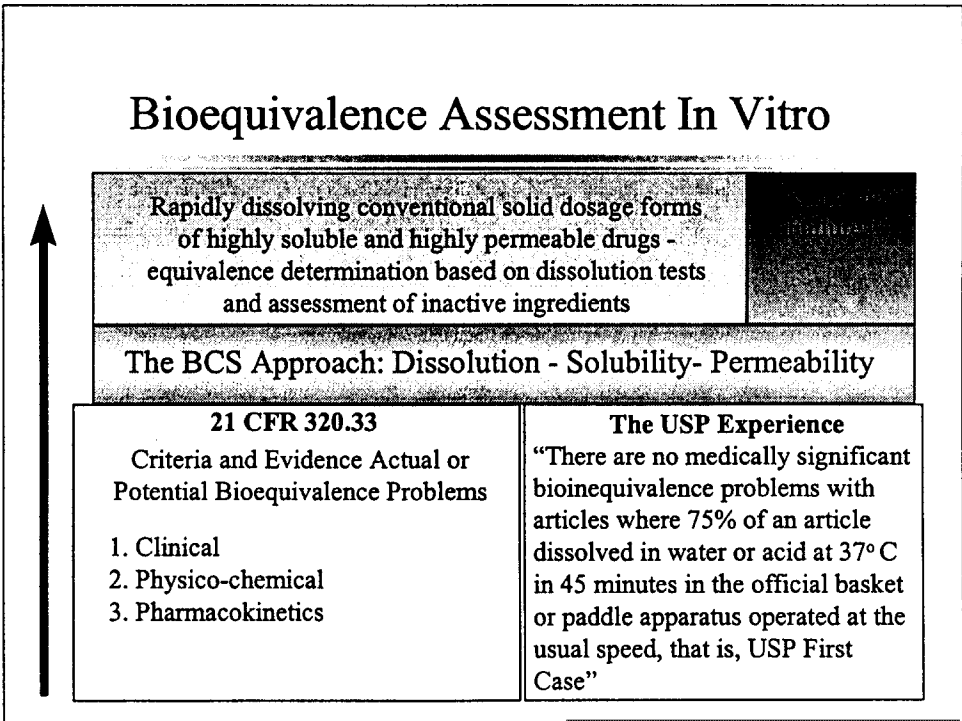 Bioequivalence Assessment In Vitro
Rapidly dissolving conventional solid dosage forms
of highly soluble and highly permeable drugs -
equivalence determination based on dissolution tests
and assessment of inactive ingredients
The BCS Approach: Dissolution - Solubility- Permeability
21 CFR 320.33
Criteria and Evidence Actual or
Potential Bioequivalence Problems
1. Clinical
2. Physico-chemical
3. Pharmacokinetics
The USP Experience
“There are no medically significant
bioinequivalence problems with
articles where 75% of an article
dissolved in water or acid at 37º C
in 45 minutes in the official basket
or paddle apparatus operated at the
usual speed, that is, USP First
Case”